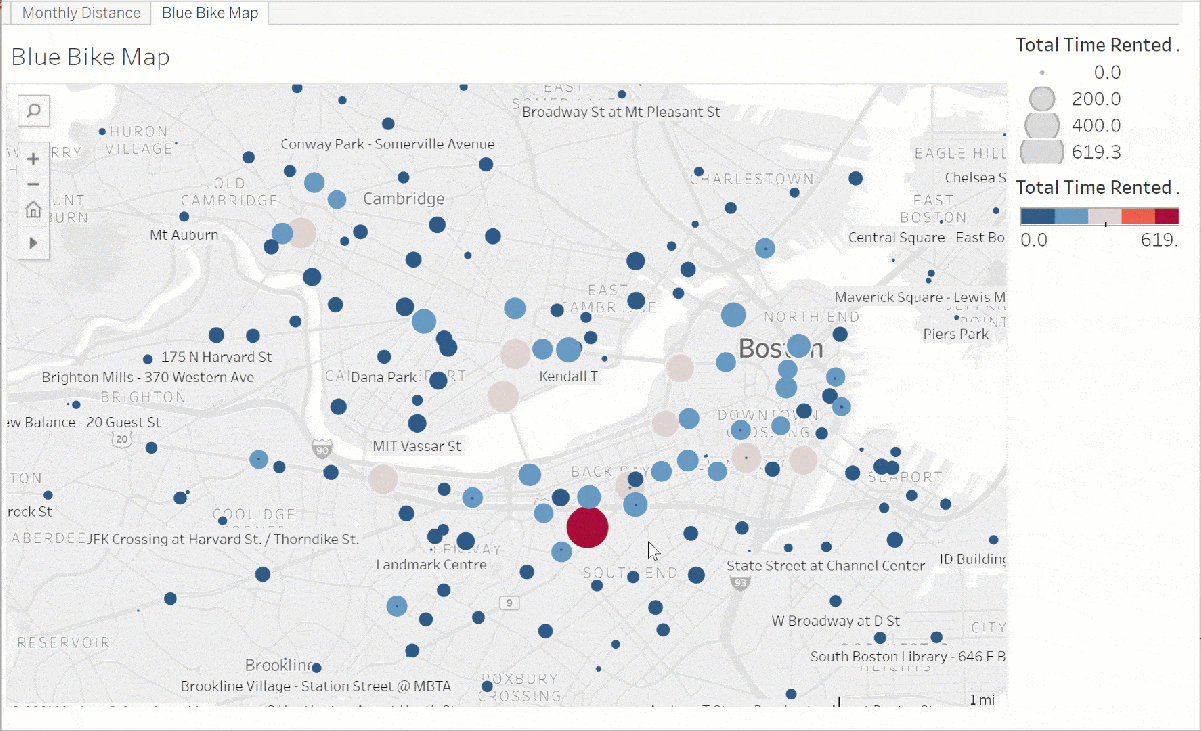 Monthly Distance
Blue Bike Map
Blue Bike Map
Total Time Rented .
0.0
200.0
400.0
619.3
Total Time Rented .
0.0
619.
EAST
Broadway St at Mt Pleasant St
HURON
VILLAGE
Conway Park - Somerville Avenue
EAGLE HILL
OLD
CAMBRIDGE
Cambridge
CHARLESTOWN
Chelsea S
EAST
BOSTON
Mt Auburn
Central Square - East Bo
EAST
CAMBRIDGE
Maverick Square - Lewis M
NORTH END
Piers Park
Boston
175 N Harvard St
Brighton Mills - 370 Western Ave
Dana Park
Kendall T
BRIGHTON
DOWNTOWN
CROSSING
ew Balance - 20 Guest St
20
90
MIT Vassar St
BACK BAY
SEAPORT
rock St
COOLIDGE
JFK Crossing at Harvard St. / Thorndike St.
FENWAY
Landmark Centre
SOUTH END
State Street at Channel Center
ID Building
93
9
W Broadway at D St
CITY
RESERVOIR
South Boston Library - 646 E B
HEIGHTS
Brookline
Brookline Village - Station Street @ MBTA
ROXBURY
CROSSING
1 mi